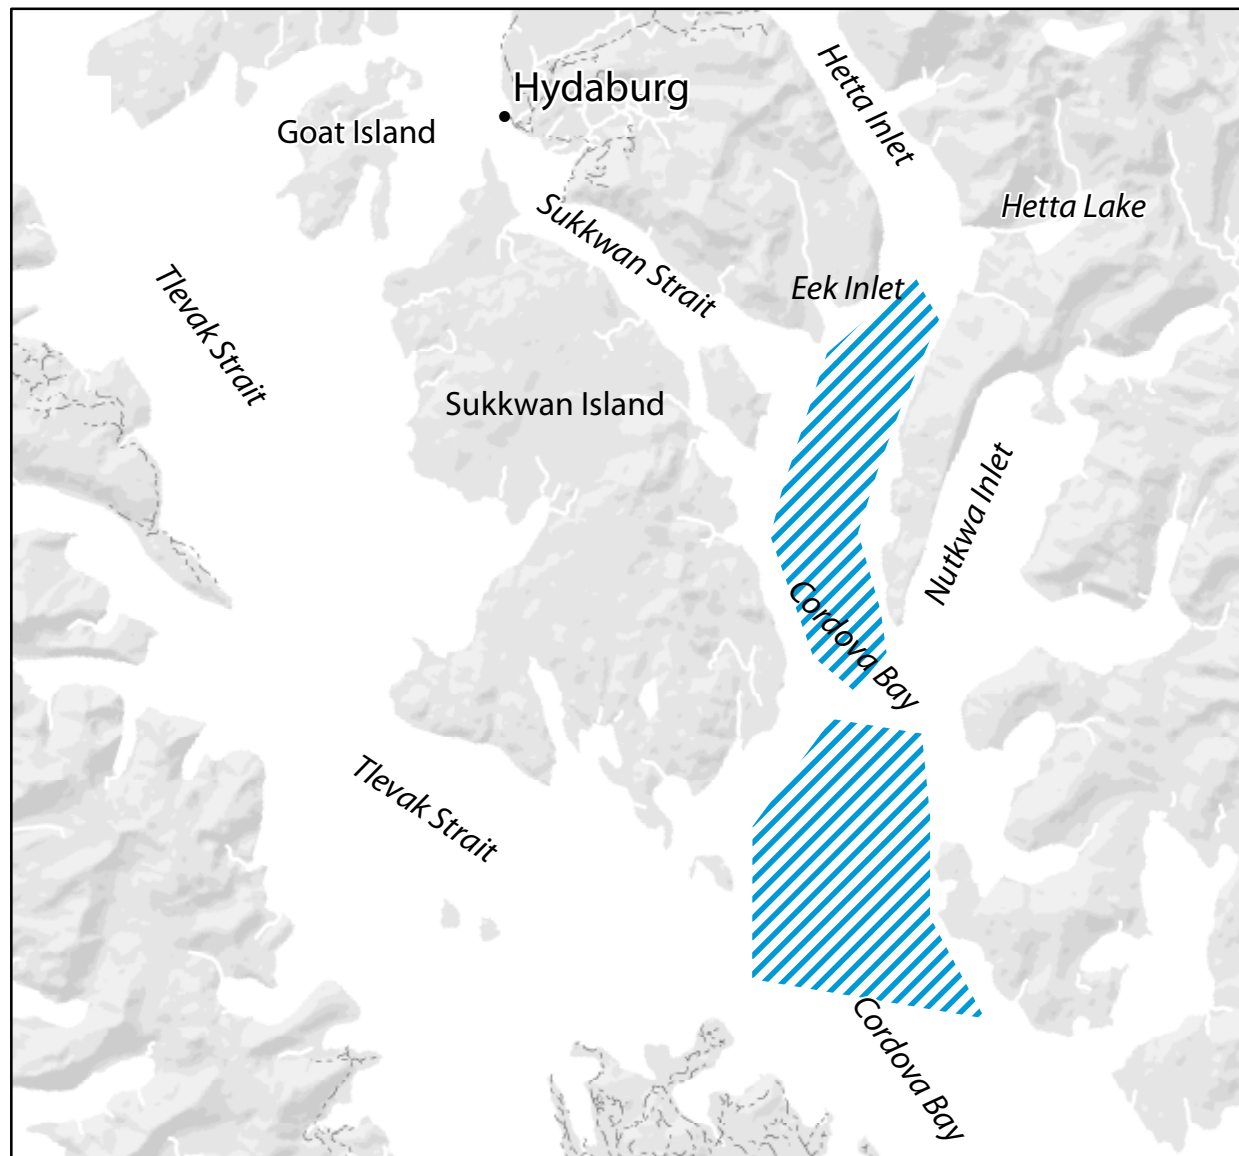 Hetta Inlet
Hydaburg
Goat Island
Hetta Lake
Sukkwan Strait
Eek Inlet
Tlevak Strait
Sukkwan Island
Nutkwa Inlet
Cordova Bay
Tlevak Strait
Cordova Bay